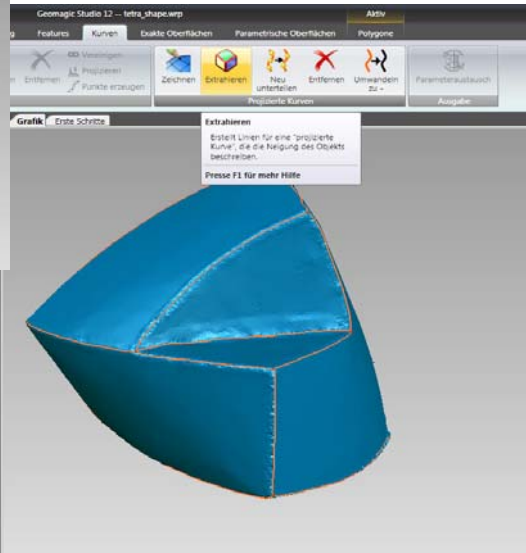 Geomagic Studio 12 -- tetra_shape.wrp
Aktiv
Features Kurven Exakte Oberflächen Parametrische Oberflächen Polygone
Entfernen
Vereinigen
Projizieren
Punkte erzeugen
Zeichnen Extrahieren Neu unterteilen Entfernen Umwandeln zu -
Parameteraustausch
Projizierte Kurven
Ausgabe
Grafik Erste Schritte
Extrahieren
Erstellt Linien für eine "projizierte
Kurve', die die Neigung des Objekts
beschreiben.
Presse F1 für mehr Hilfe